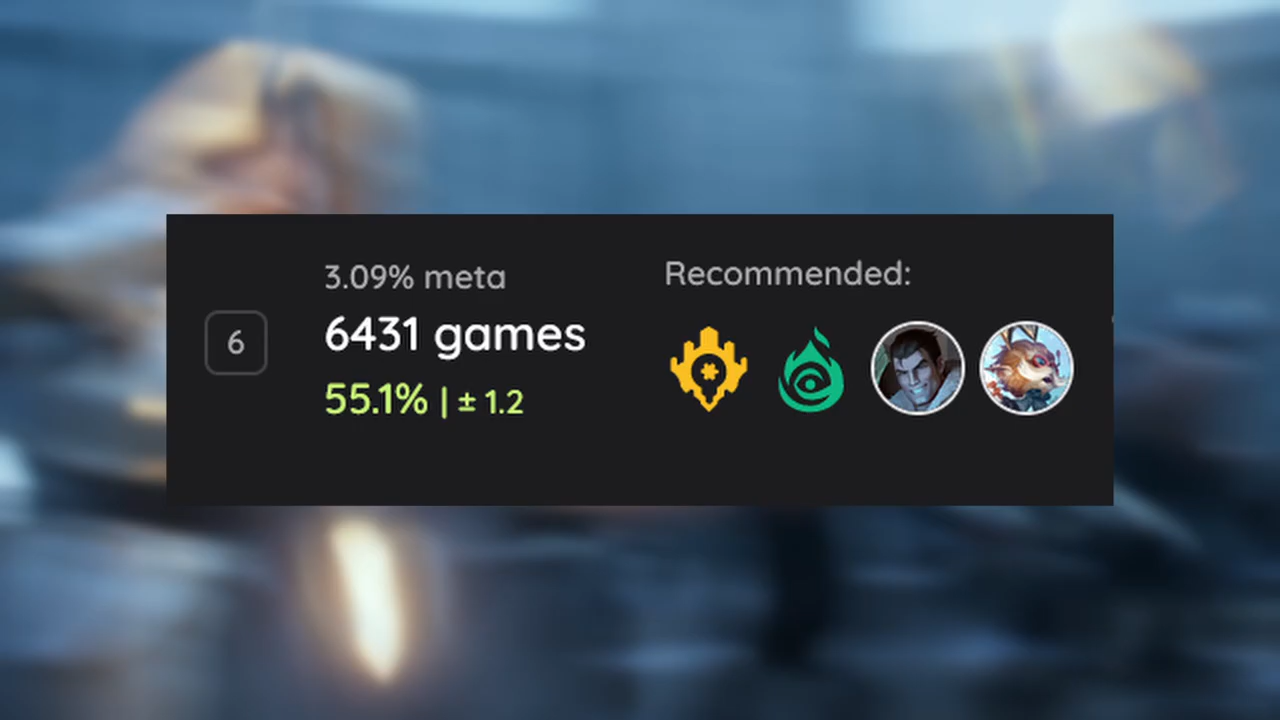 6
3.09% meta
6431 games
55.1% | ± 1.2
Recommended: